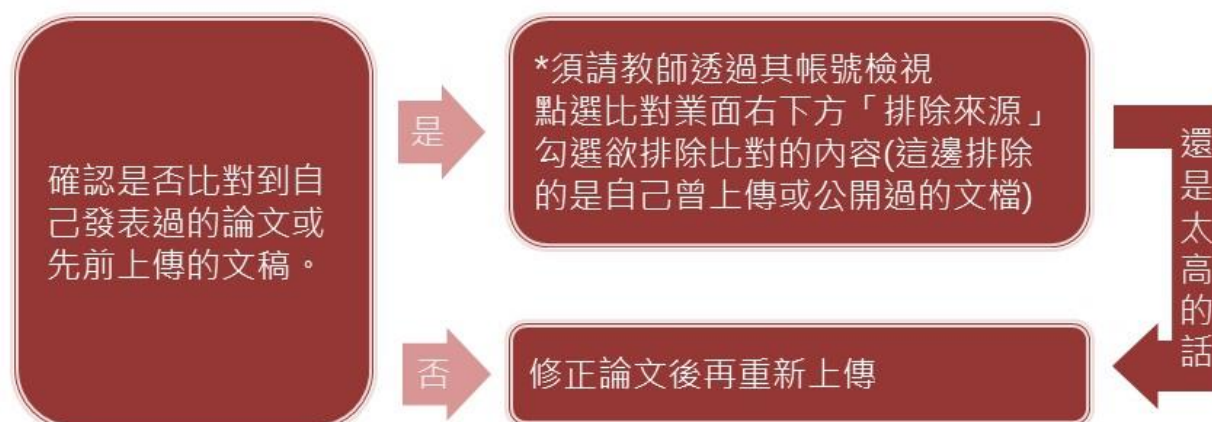 確認是否比對到自
己發表過的論文或
先前上傳的文稿。
是
*須請教師透過其帳號檢視
點選比對業面右下方「排除來源」
勾選欲排除比對的內容(這邊排除
的是自己曾上傳或公開過的文檔)
還
是
太
高
的
話
否
修正論文後再重新上傳